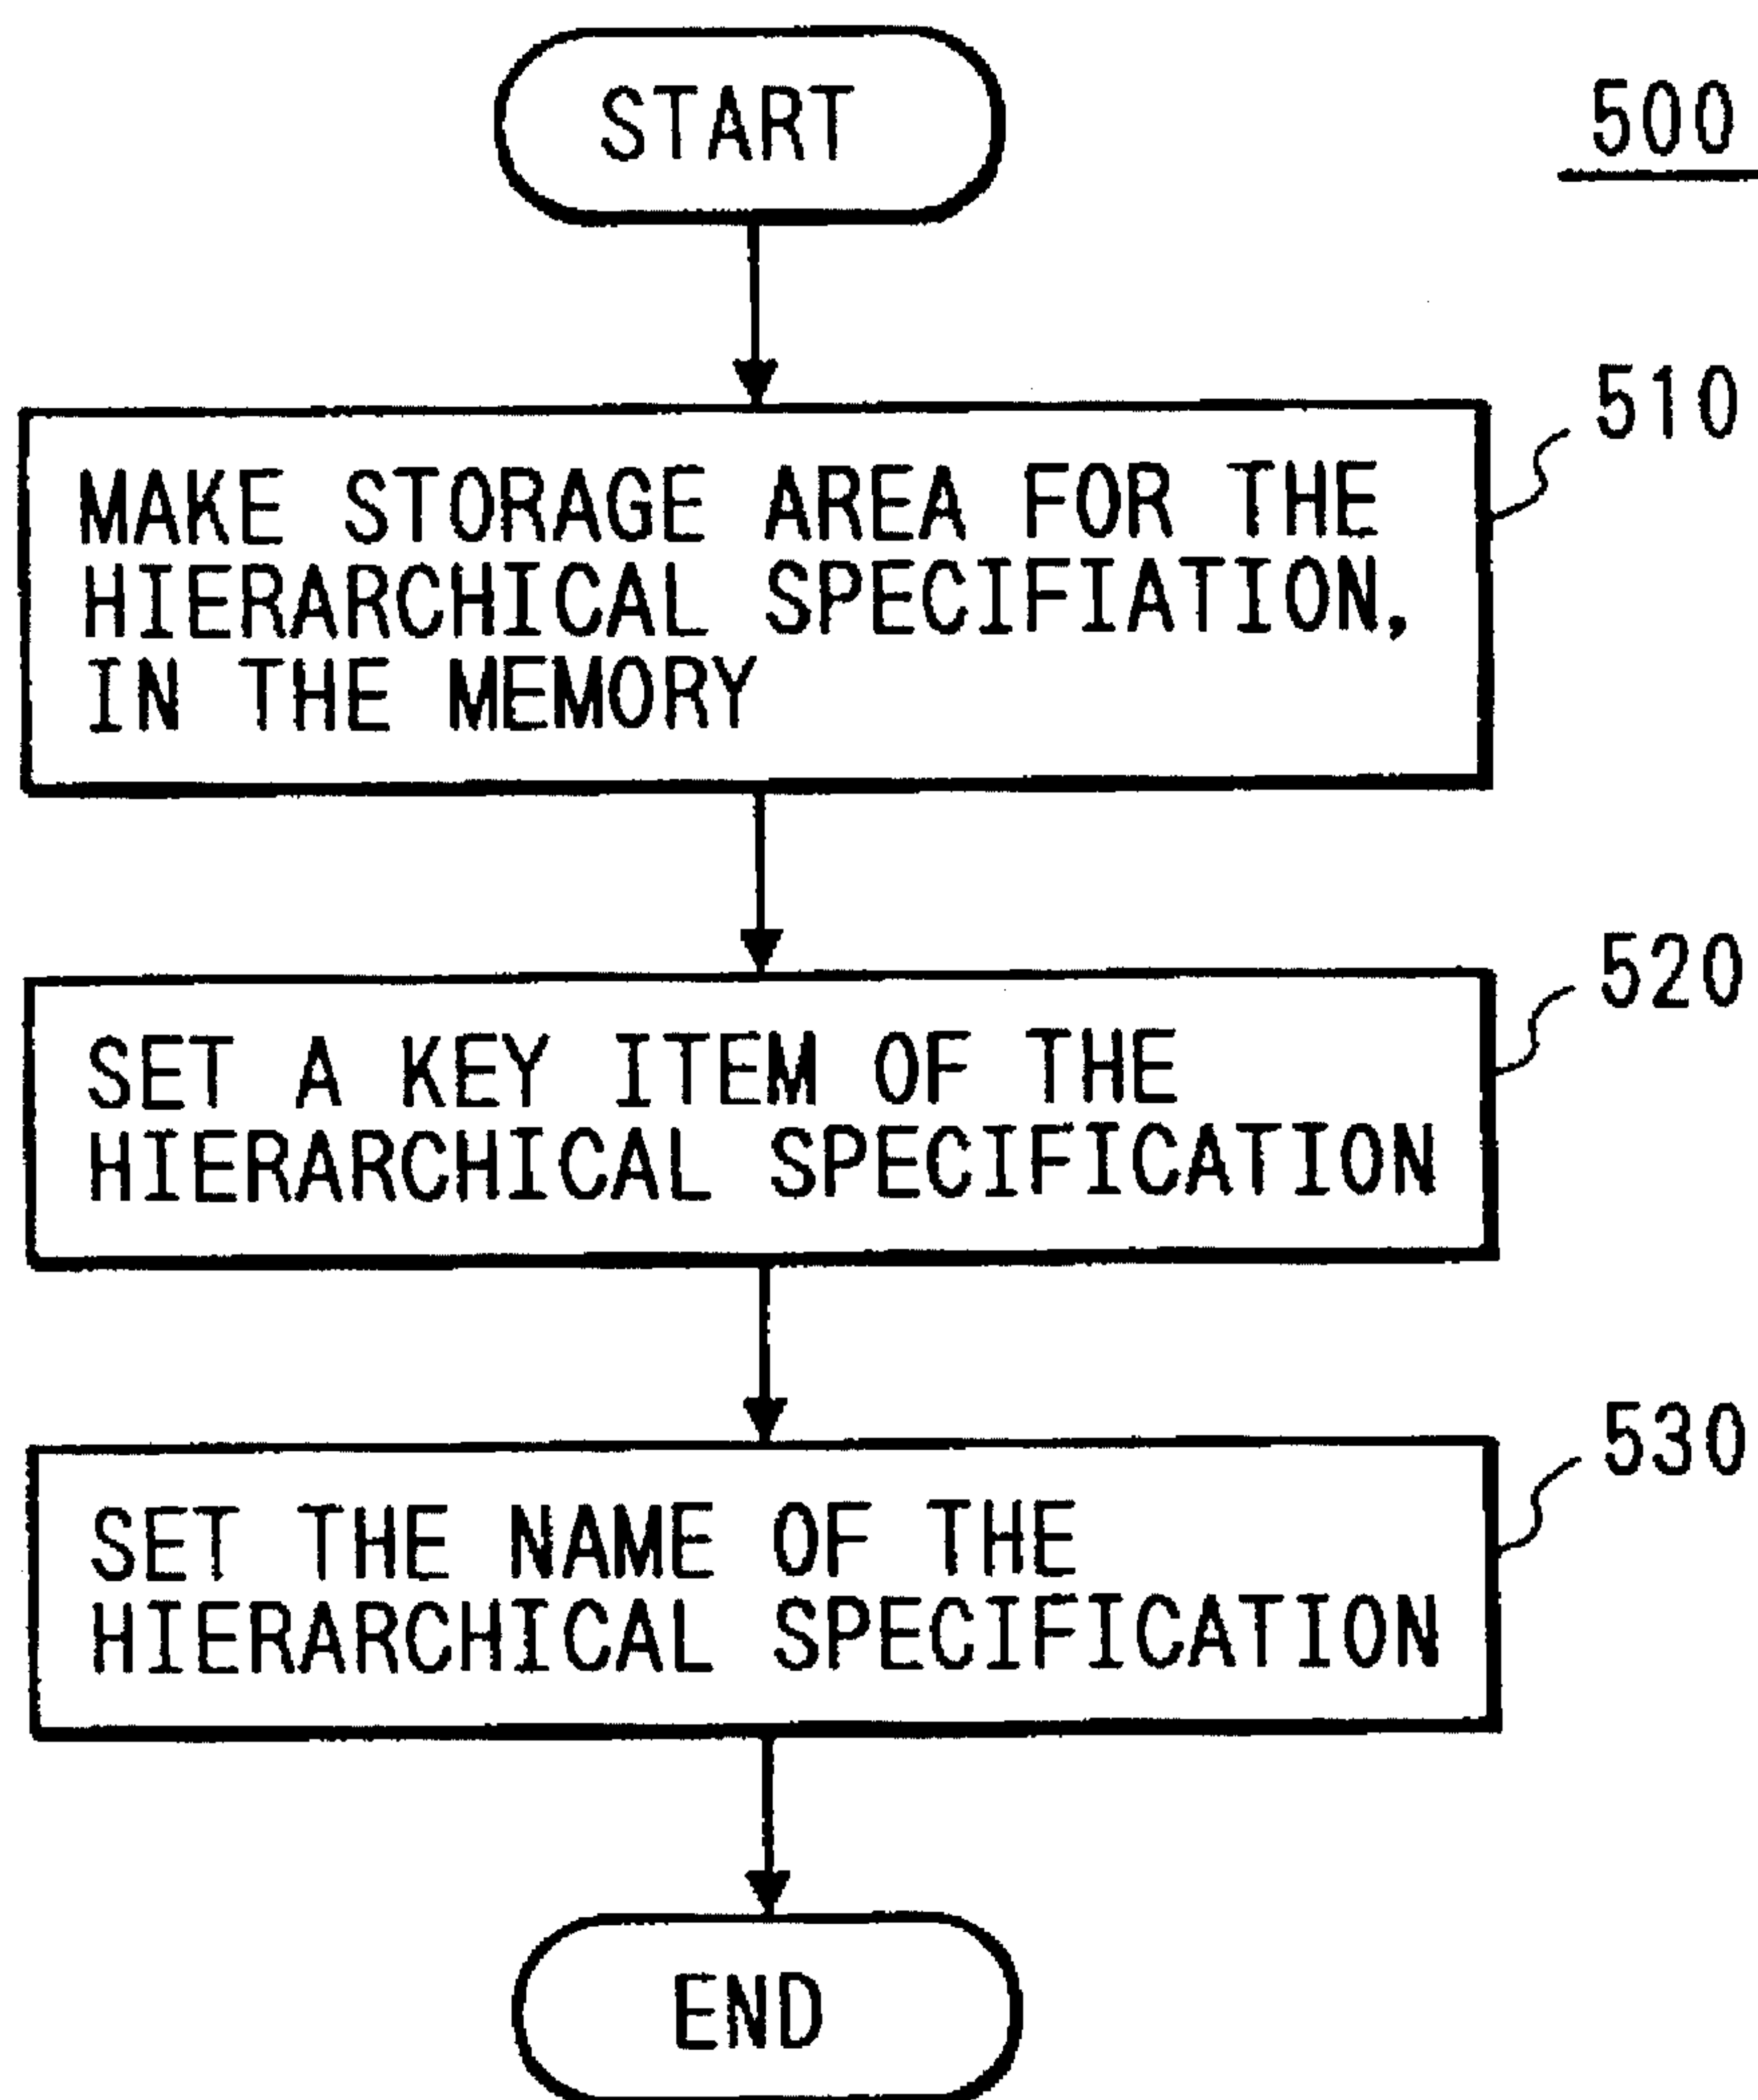 START
500
510
MAKE STORAGE AREA FOR THE
HIERARCHICAL SPECIFIATION,
IN THE MEMORY
520
SET A KEY ITEM OF THE
HIERARCHICAL SPECIFICATION
530
SET THE NAME OF THE
HIERARCHICAL SPECIFICATION
END